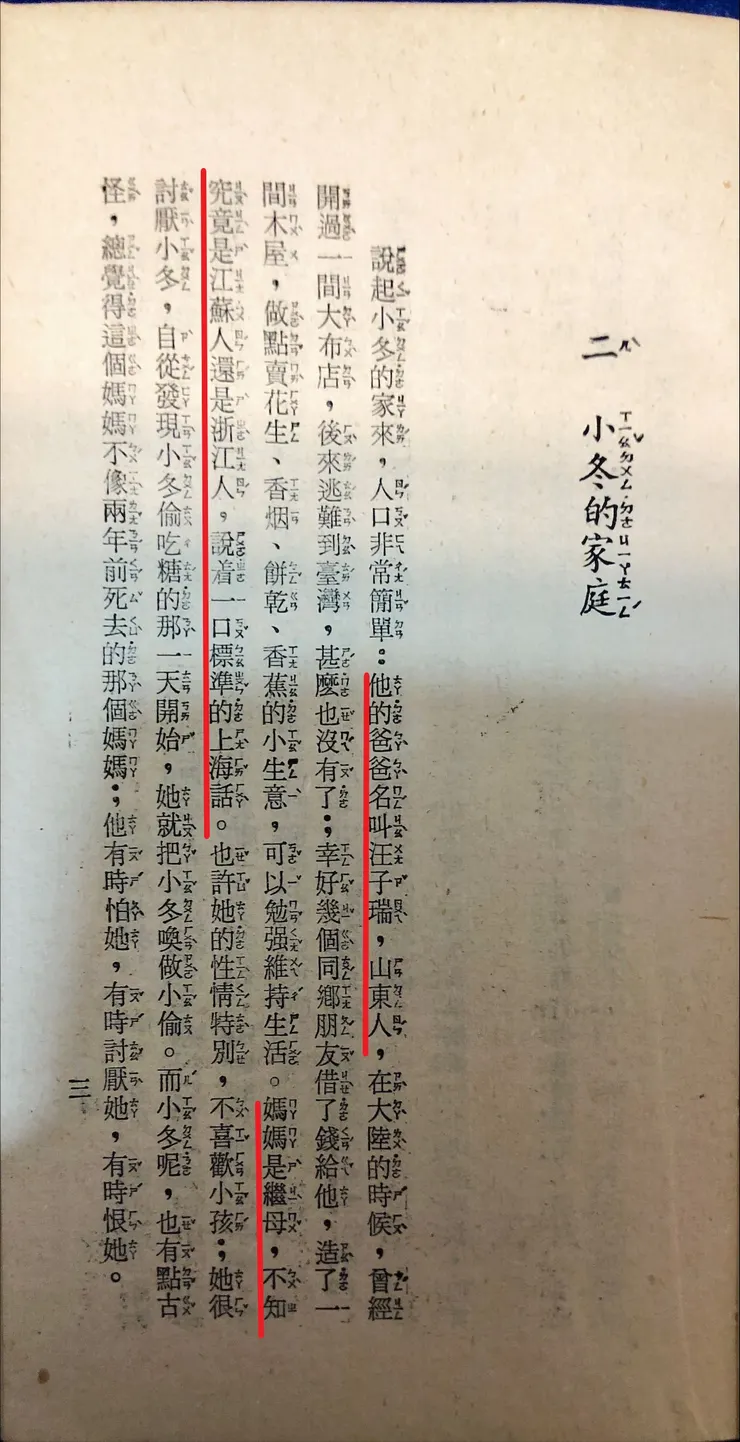 二 小冬的家庭
說起小冬的家來，人口非常簡單：他的爸爸名叫汪子瑞，山東人，在大陸的時候，曾經
開過一間大布店，後來逃難到臺灣，甚麼也沒有了；幸好幾個同鄉朋友借了錢給他，造了一
間木屋，做點賣花生、香烟、餅乾、香蕉的小生意，可以勉强維持生活。媽媽是繼母，不知
究竟是江蘇人還是浙江人，說着一口標準的上海話。也許她的性情特別，不喜歡小孩；她很
討厭小冬，自從發現小冬偷吃糖的那一天開始，她就把小冬喚做小偷。而小冬呢，也有點古
怪，總覺得這個媽媽不像兩年前死去的那個媽媽；他有時怕她，有時討厭她，有時恨她。
三